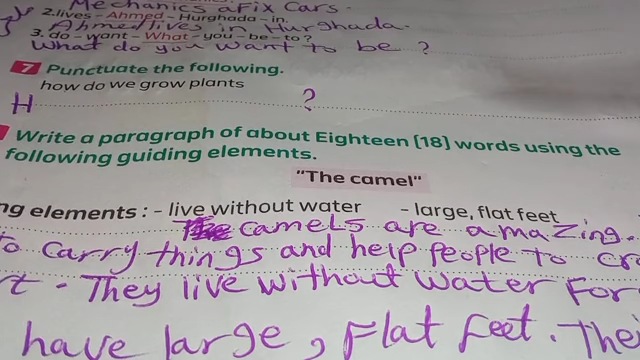 Mechanics fix Cars.
2.lives – Ahmed – Hurghada – in.
Ahmed lives in Hurghada.
3. do – want – What – you – be – to ?
What do you want to be ?
7 Punctuate the following.
how do we grow plants
H ?
Write a paragraph of about Eighteen [18] words using the
following guiding elements.
"The camel"
ng elements : - live without water - large, flat feet
camels are amazing.
to carry things and help people to cr
rt - They live without water For
have large, flat feet. Thei